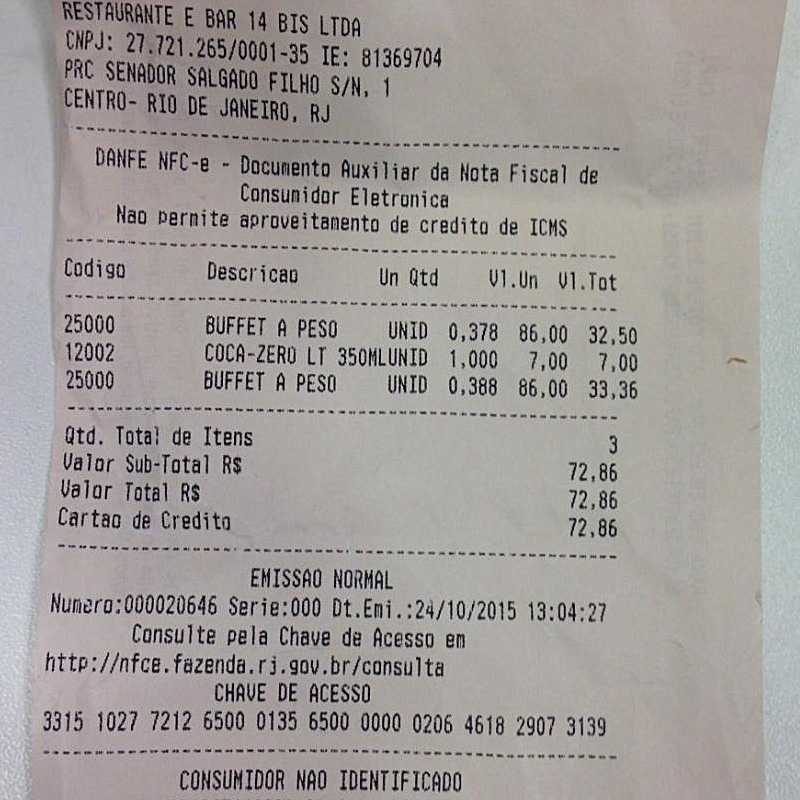 RESTAURANTE E BAR 14 BIS LTDA
CNPJ: 27.721.265/0001-35 IE: 81369704
PRC SENADOR SALGADO FILHO S/N, 1
CENTRO- RIO DE JANEIRO, RJ
DANFE NFC-e - Documento Auxiliar da Nota Fiscal de
Consumidor Eletronica
Nao permite aproveitamento de credito de ICMS
Codigo Descricao Un Qtd Vl.Un Vl.Tot
25000 BUFFET A PESO UNID 0,378 86,00 32,50
12002 COCA-ZERO LT 350MLUNID 1,000 7,00 7,00
25000 BUFFET A PESO UNID 0,388 86,00 33,36
Qtd. Total de Itens 3
Valor Sub-Total R$ 72,86
Valor Total R$ 72,86
Cartao de Credito 72,86
EMISSAO NORMAL
Numero:000020646 Serie:000 Dt.Emi.:24/10/2015 13:04:27
Consulte pela Chave de Acesso em
http://nfce.fazenda.rj.gov.br/consulta
CHAVE DE ACESSO
3315 1027 7212 6500 0135 6500 0000 0206 4618 2907 3139
CONSUMIDOR NAO IDENTIFICADO